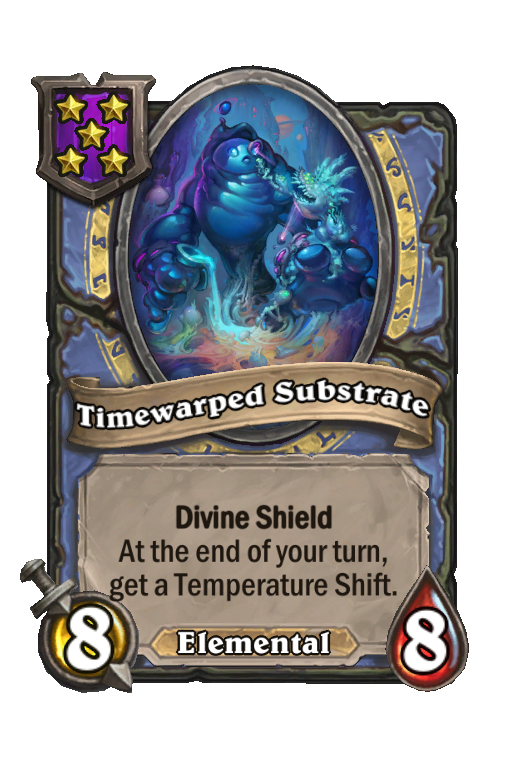 Timewarped Substrate
Divine Shield
At the end of your turn,
get a Temperature Shift.
8
Elemental
8